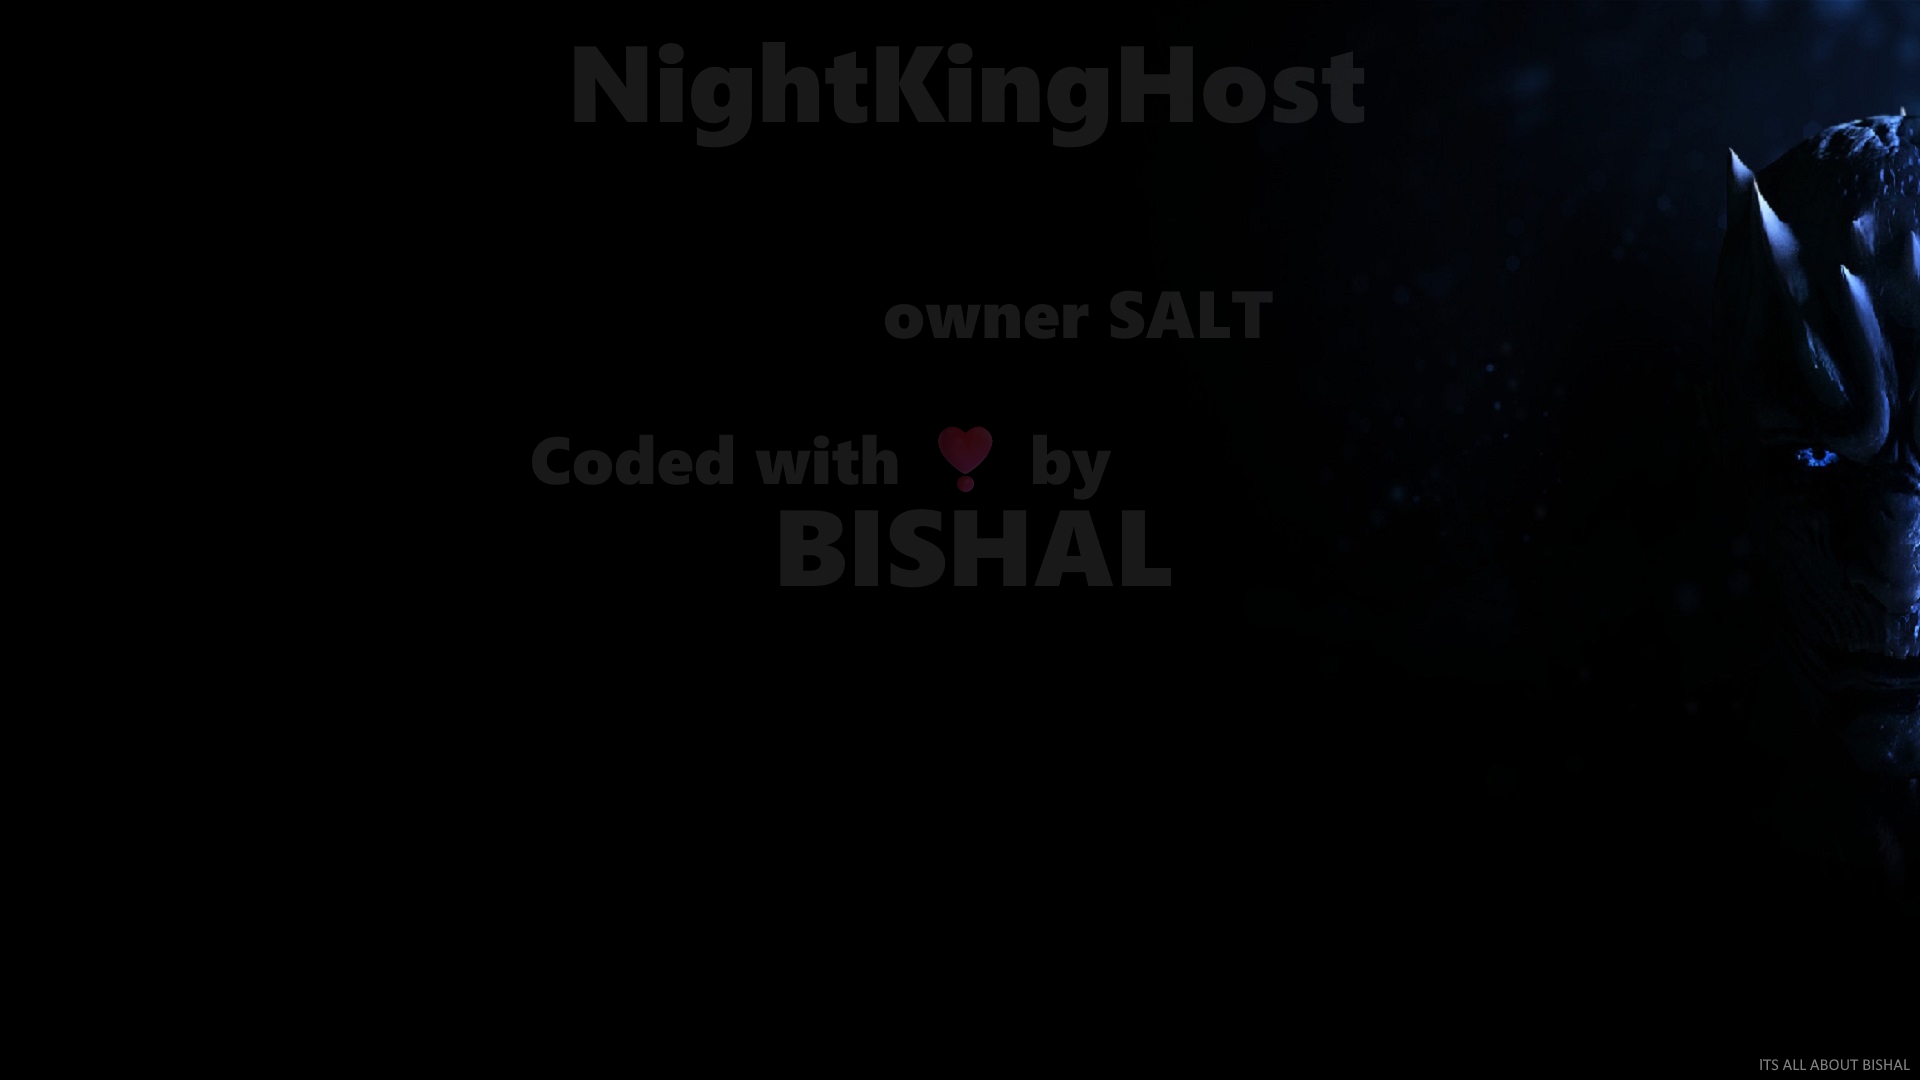 NightKingHost
owner SALT
Coded with ❣ by
BISHAL
ITS ALL ABOUT BISHAL